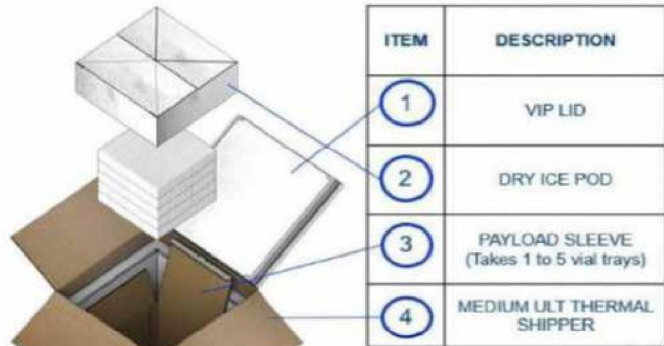 ITEM DESCRIPTION
1 VIP LID
2 DRY ICE POD
3 PAYLOAD SLEEVE
(Takes 1 to 5 vial trays)
4 MEDIUM ULT THERMAL
SHIPPER